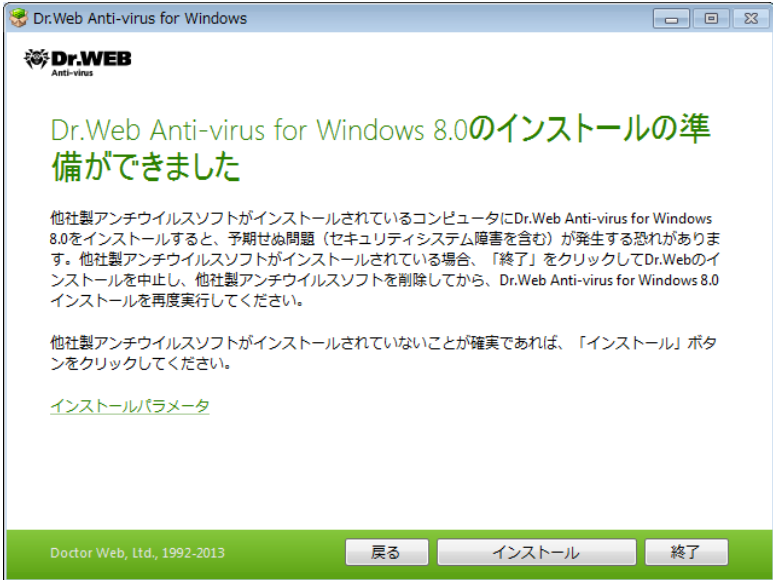 Dr.Web Anti-virus for Windows
Dr.WEB
Anti-virus
Dr.Web Anti-virus for Windows 8.0のインストールの準
備ができました
他社製アンチウイルスソフトがインストールされているコンピュータにDr.Web Anti-virus for Windows
8.0をインストールすると、予期せぬ問題（セキュリティシステム障害を含む）が発生する恐れがありま
す。他社製アンチウイルスソフトがインストールされている場合、「終了」をクリックしてDr.Webのイ
ンストールを中止し、他社製アンチウイルスソフトを削除してから、Dr.Web Anti-virus for Windows 8.0
インストールを再度実行してください。
他社製アンチウイルスソフトがインストールされていないことが確実であれば、「インストール」ボタ
ンをクリックしてください。
インストールパラメータ
Doctor Web, Ltd., 1992-2013
戻る
インストール
終了